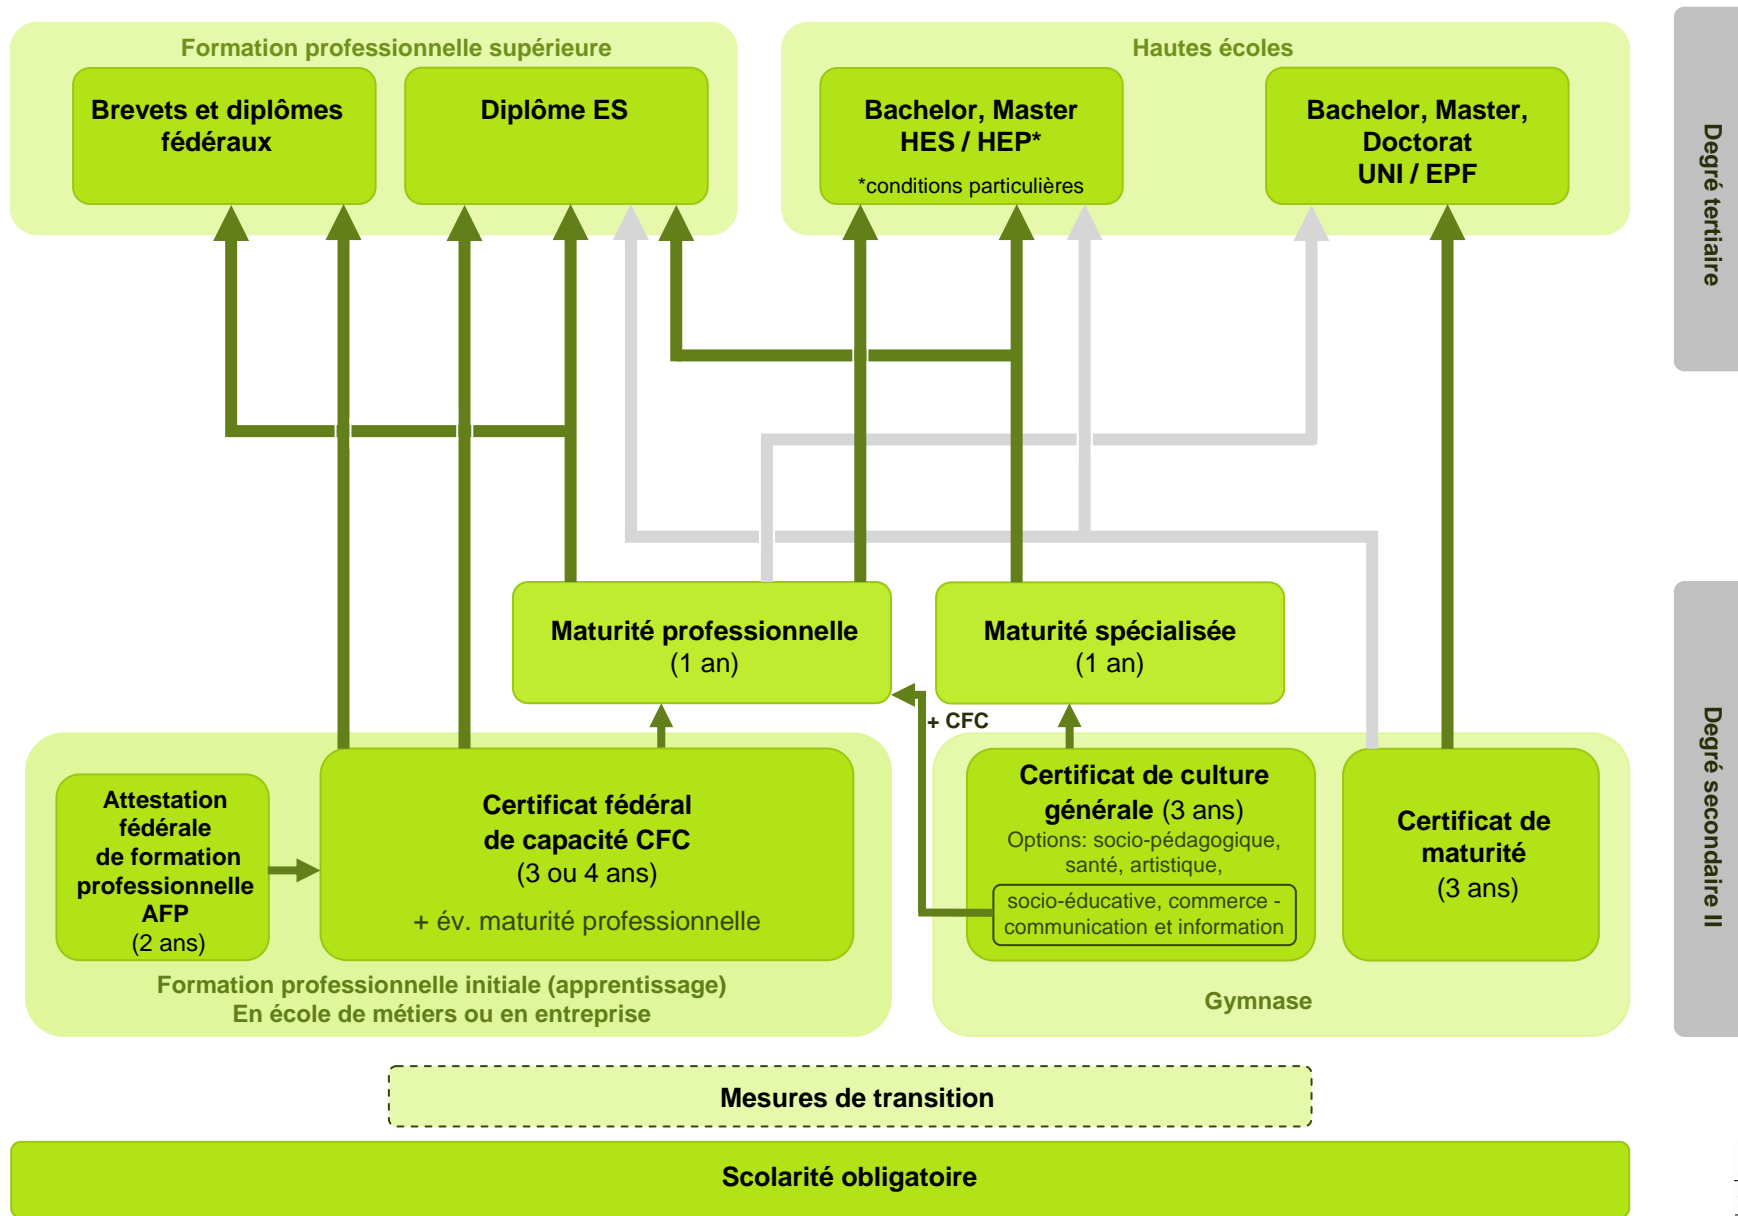 Formation professionnelle supérieure
Hautes écoles
Brevets et diplômes
fédéraux
Diplôme ES
Bachelor, Master
HES / HEP*
*conditions particulières
Bachelor, Master,
Doctorat
UNI / EPF
Degré tertiaire
Maturité professionnelle
(1 an)
Maturité spécialisée
(1 an)
+ CFC
Attestation
fédérale
de formation
professionnelle
AFP
(2 ans)
Certificat fédéral
de capacité CFC
(3 ou 4 ans)
+ év. maturité professionnelle
Formation professionnelle initiale (apprentissage)
En école de métiers ou en entreprise
Certificat de culture
générale (3 ans)
Options: socio-pédagogique,
santé, artistique,
socio-éducative, commerce -
communication et information
Certificat de
maturité
(3 ans)
Gymnase
Degré secondaire II
Mesures de transition
Scolarité obligatoire